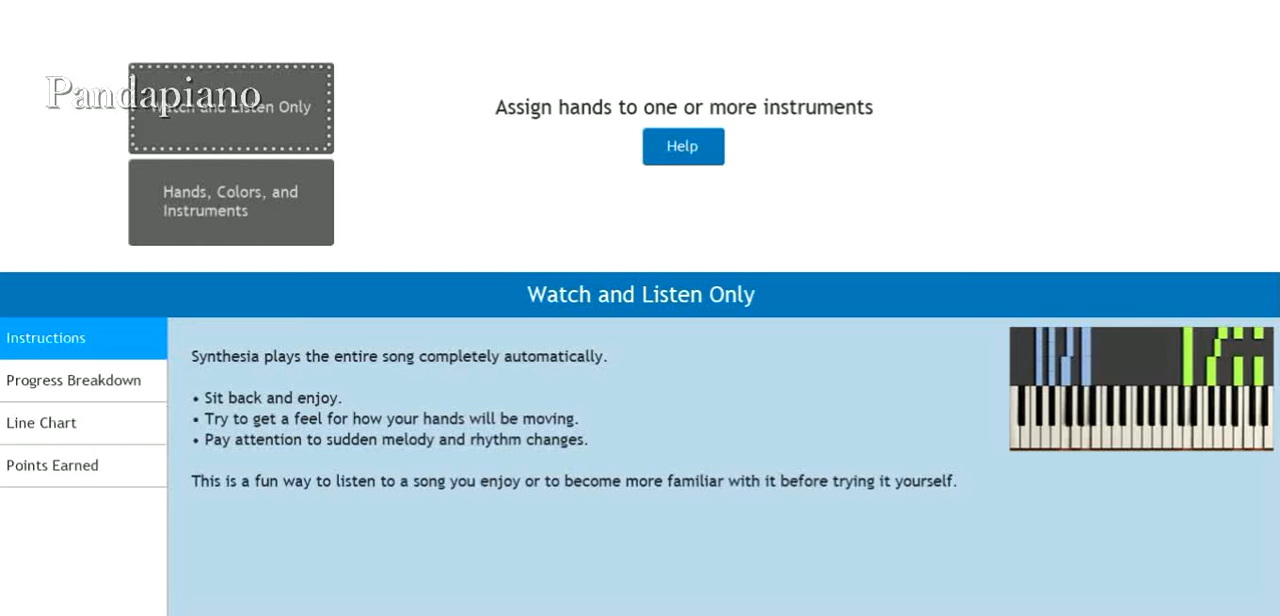 Pandapiano
Watch and Listen Only
Assign hands to one or more instruments
Help
Hands, Colors, and
Instruments
Watch and Listen Only
Instructions
Progress Breakdown
Line Chart
Points Earned
Synthesia plays the entire song completely automatically.
• Sit back and enjoy.
• Try to get a feel for how your hands will be moving.
• Pay attention to sudden melody and rhythm changes.
This is a fun way to listen to a song you enjoy or to become more familiar with it before trying it yourself.